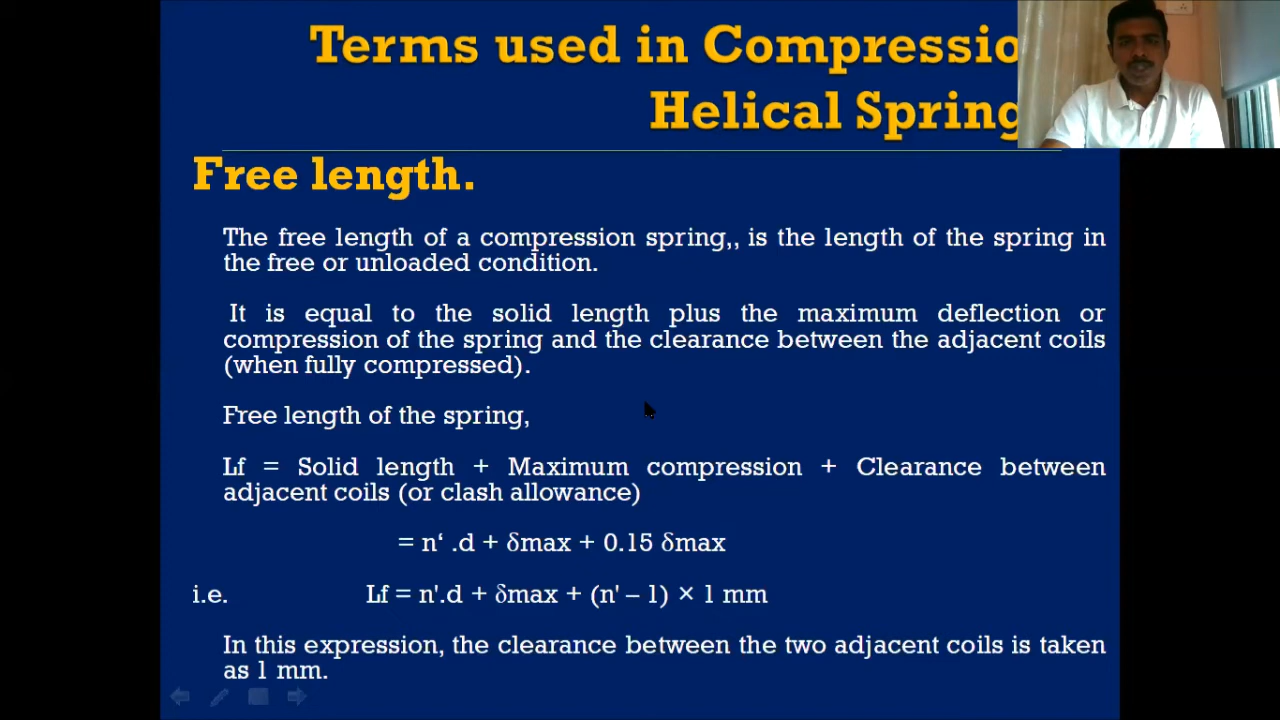 Terms used in Compressio
Helical Spring
Free length.
The free length of a compression spring,, is the length of the spring in
the free or unloaded condition.
It is equal to the solid length plus the maximum deflection or
compression of the spring and the clearance between the adjacent coils
(when fully compressed).
Free length of the spring,
Lf = Solid length + Maximum compression + Clearance between
adjacent coils (or clash allowance)
= n‘ .d + δmax + 0.15 δmax
i.e. Lf = n'.d + δmax + (n' – 1) × 1 mm
In this expression, the clearance between the two adjacent coils is taken
as 1 mm.